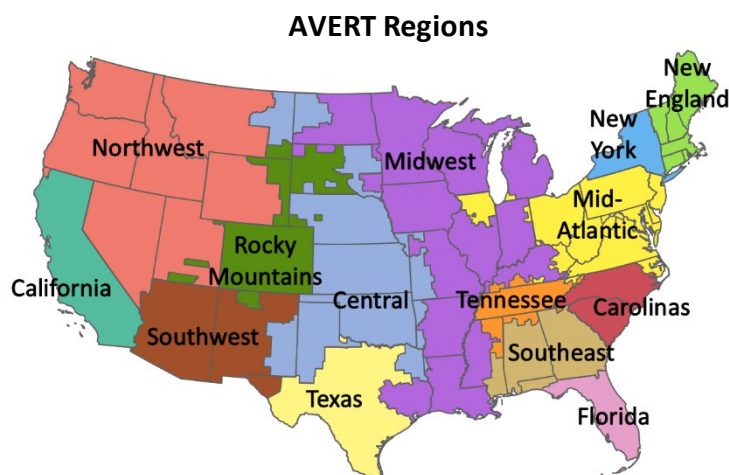 AVERT Regions
New
England
New
York
Northwest
Midwest
Mid-
Atlantic
Rocky
Mountains
California
Central
Tennessee
Carolinas
Southwest
Southeast
Texas
Florida